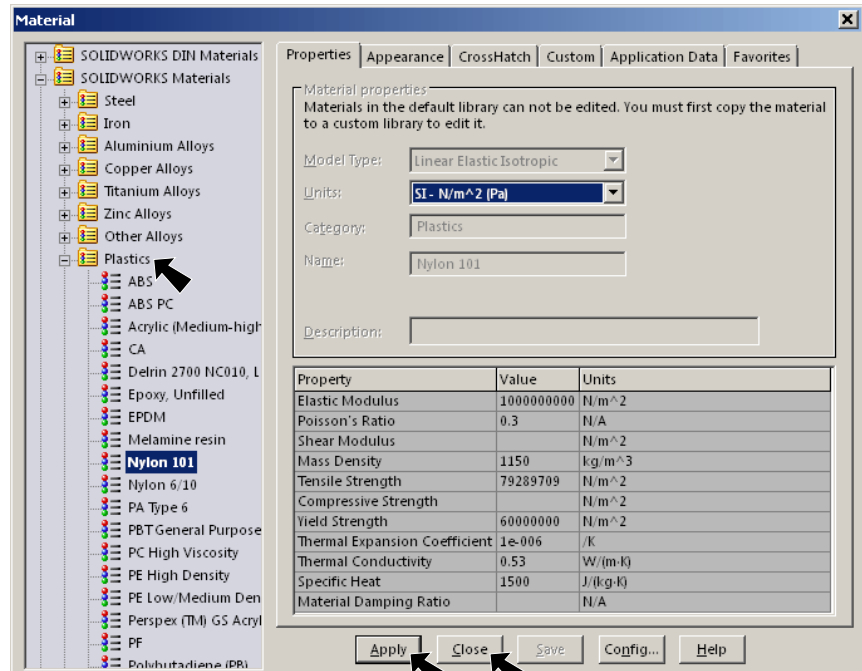 Material
SOLIDWORKS DIN Materials
SOLIDWORKS Materials
Steel
Iron
Aluminium Alloys
Copper Alloys
Titanium Alloys
Zinc Alloys
Other Alloys
Plastics
ABS
ABS PC
Acrylic (Medium-high
CA
Delrin 2700 NC010, L
Epoxy, Unfilled
EPDM
Melamine resin
Nylon 101
Nylon 6/10
PA Type 6
PBT General Purpose
PC High Viscosity
PE High Density
PE Low/Medium Den
Perspex (TM) GS Acryl
PF
Polybutadiene (PB)
Properties Appearance CrossHatch Custom Application Data Favorites
Material properties
Materials in the default library can not be edited. You must first copy the material
to a custom library to edit it.
Model Type: Linear Elastic Isotropic
Units: SI - N/m^2 (Pa)
Category: Plastics
Name: Nylon 101
Description:
Property Value Units
Elastic Modulus 1000000000 N/m^2
Poisson's Ratio 0.3 N/A
Shear Modulus N/m^2
Mass Density 1150 kg/m^3
Tensile Strength 79289709 N/m^2
Compressive Strength N/m^2
Yield Strength 60000000 N/m^2
Thermal Expansion Coefficient 1e-006 /K
Thermal Conductivity 0.53 W/(m·K)
Specific Heat 1500 J/(kg·K)
Material Damping Ratio N/A
Apply Close Save Config... Help